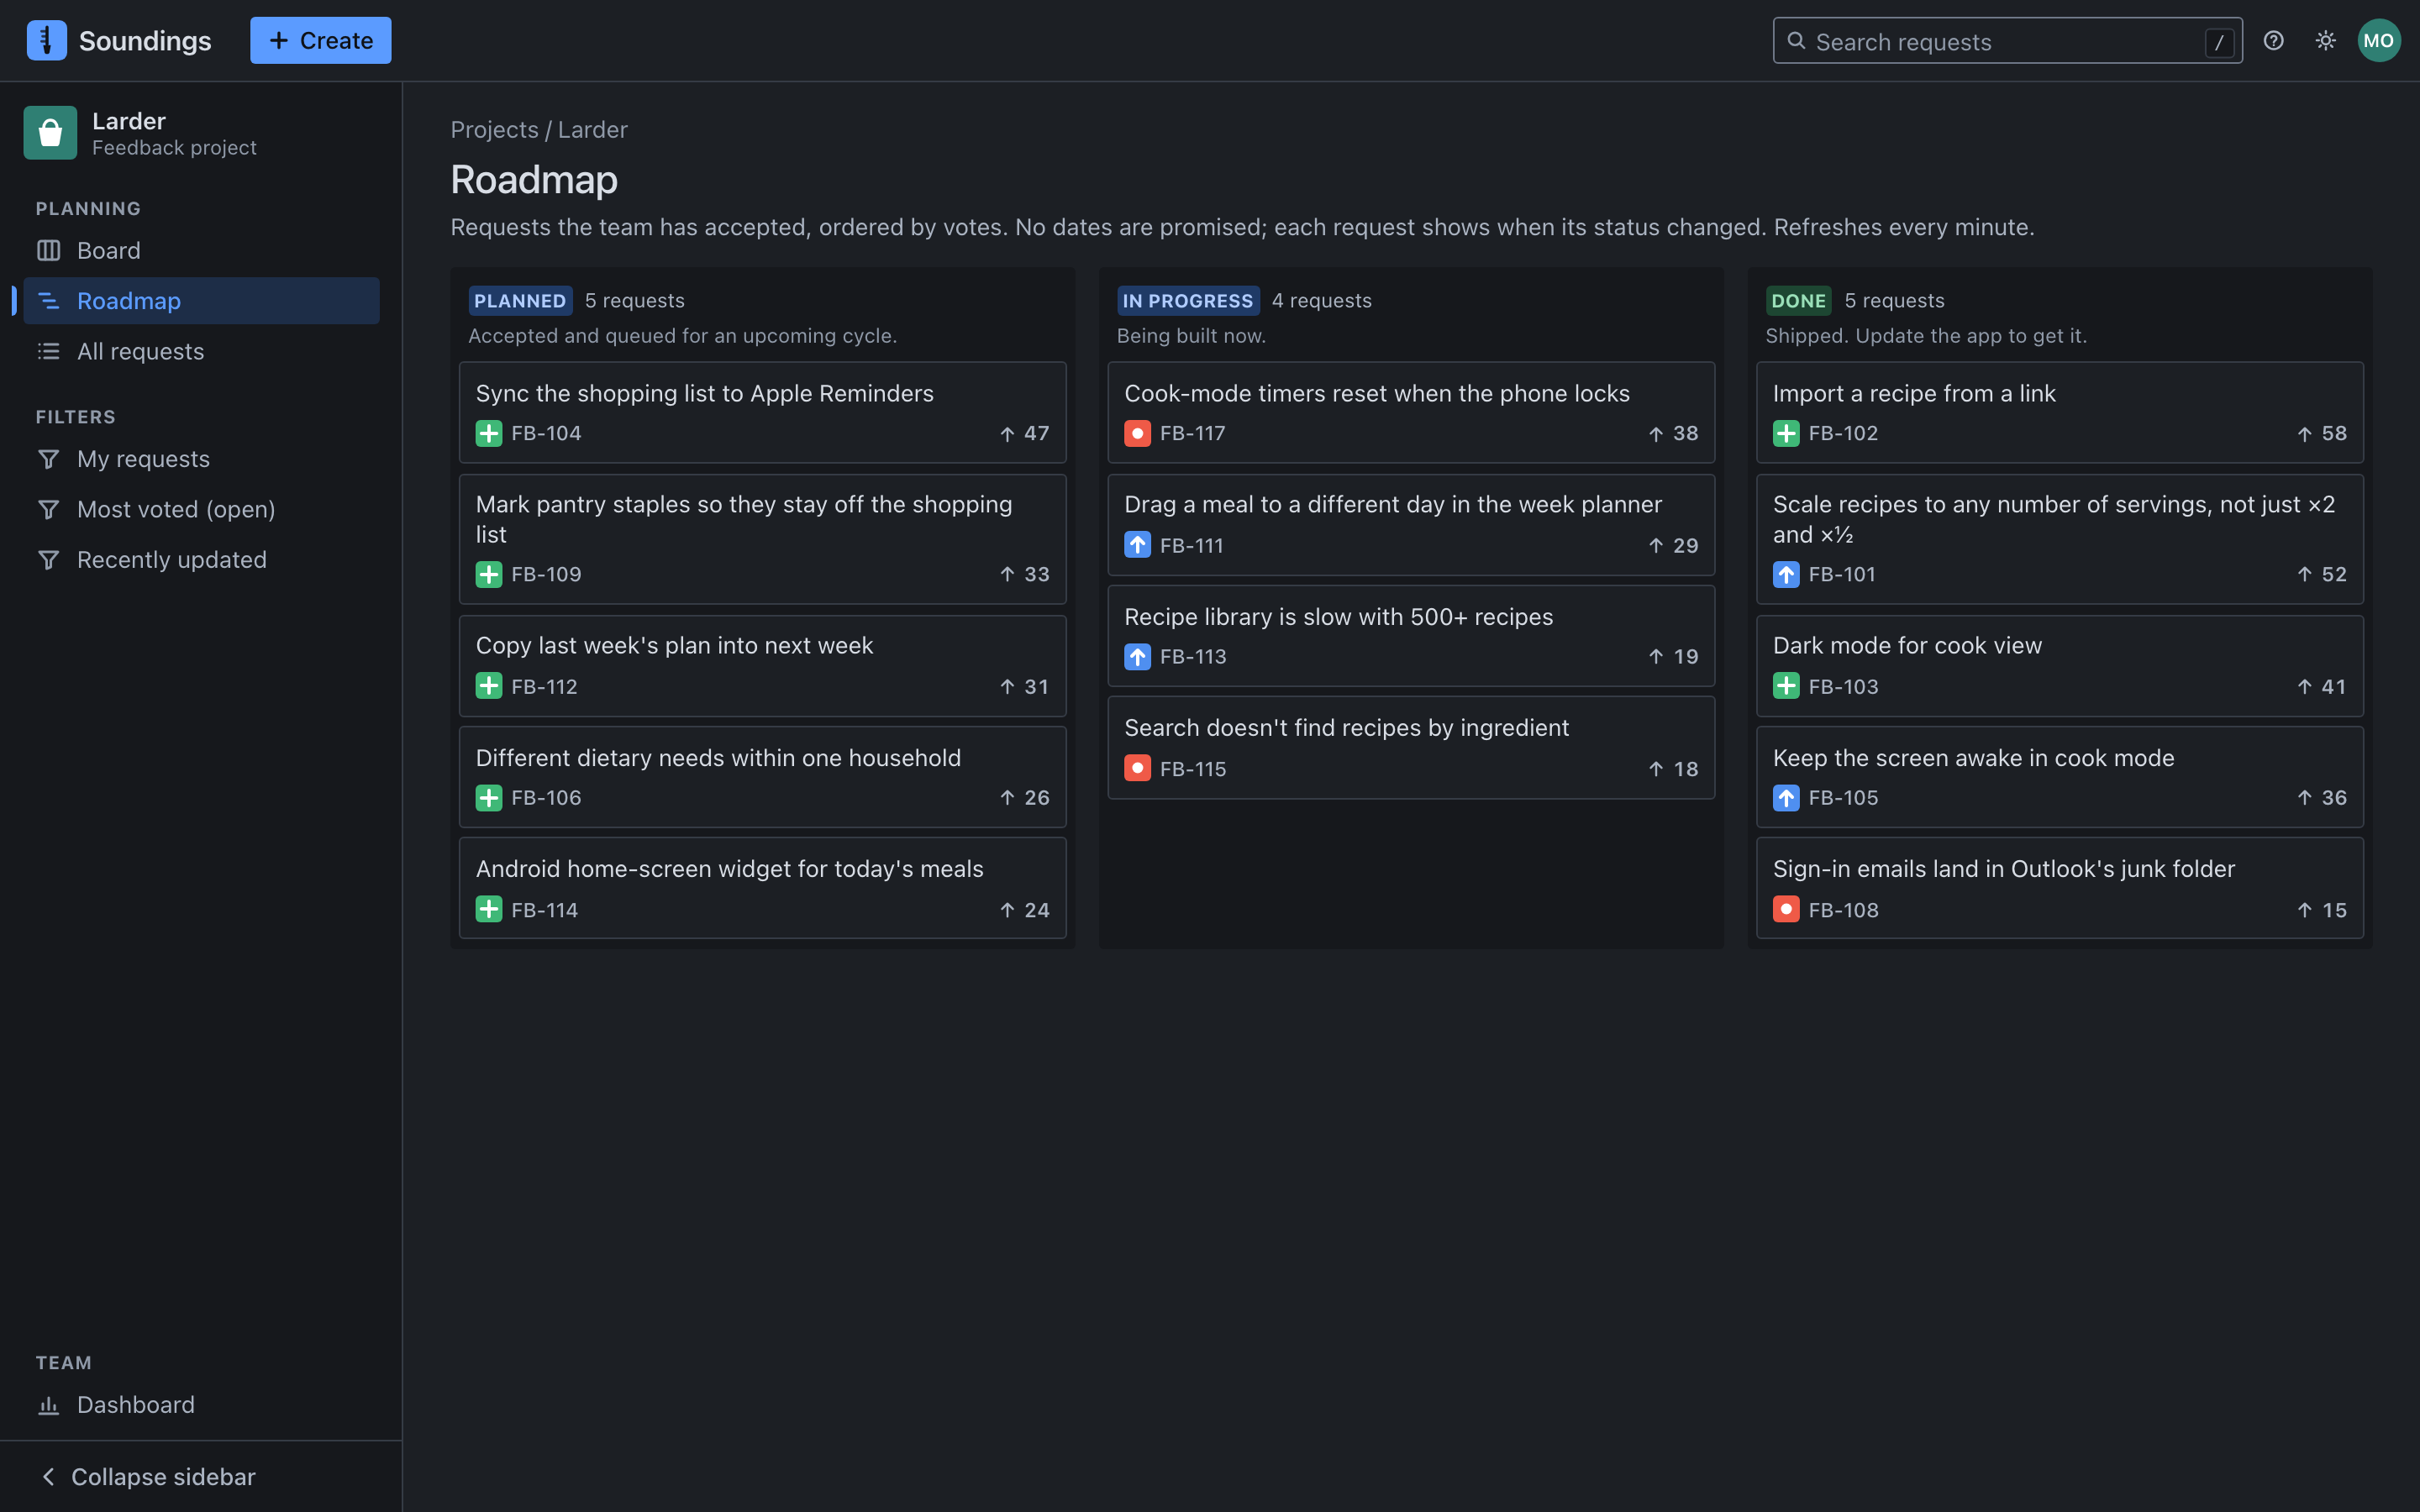 Soundings
Create
Search requests
/
MO
Larder
Feedback project
PLANNING
Board
Roadmap
All requests
FILTERS
My requests
Most voted (open)
Recently updated
TEAM
Dashboard
Collapse sidebar
Projects / Larder
Roadmap
Requests the team has accepted, ordered by votes. No dates are promised; each request shows when its status changed. Refreshes every minute.
PLANNED 5 requests
Accepted and queued for an upcoming cycle.
Sync the shopping list to Apple Reminders
FB-104 ↑ 47
Mark pantry staples so they stay off the shopping
list
FB-109 ↑ 33
Copy last week's plan into next week
FB-112 ↑ 31
Different dietary needs within one household
FB-106 ↑ 26
Android home-screen widget for today's meals
FB-114 ↑ 24
IN PROGRESS 4 requests
Being built now.
Cook-mode timers reset when the phone locks
FB-117 ↑ 38
Drag a meal to a different day in the week planner
FB-111 ↑ 29
Recipe library is slow with 500+ recipes
FB-113 ↑ 19
Search doesn't find recipes by ingredient
FB-115 ↑ 18
DONE 5 requests
Shipped. Update the app to get it.
Import a recipe from a link
FB-102 ↑ 58
Scale recipes to any number of servings, not just ×2
and ×½
FB-101 ↑ 52
Dark mode for cook view
FB-103 ↑ 41
Keep the screen awake in cook mode
FB-105 ↑ 36
Sign-in emails land in Outlook's junk folder
FB-108 ↑ 15